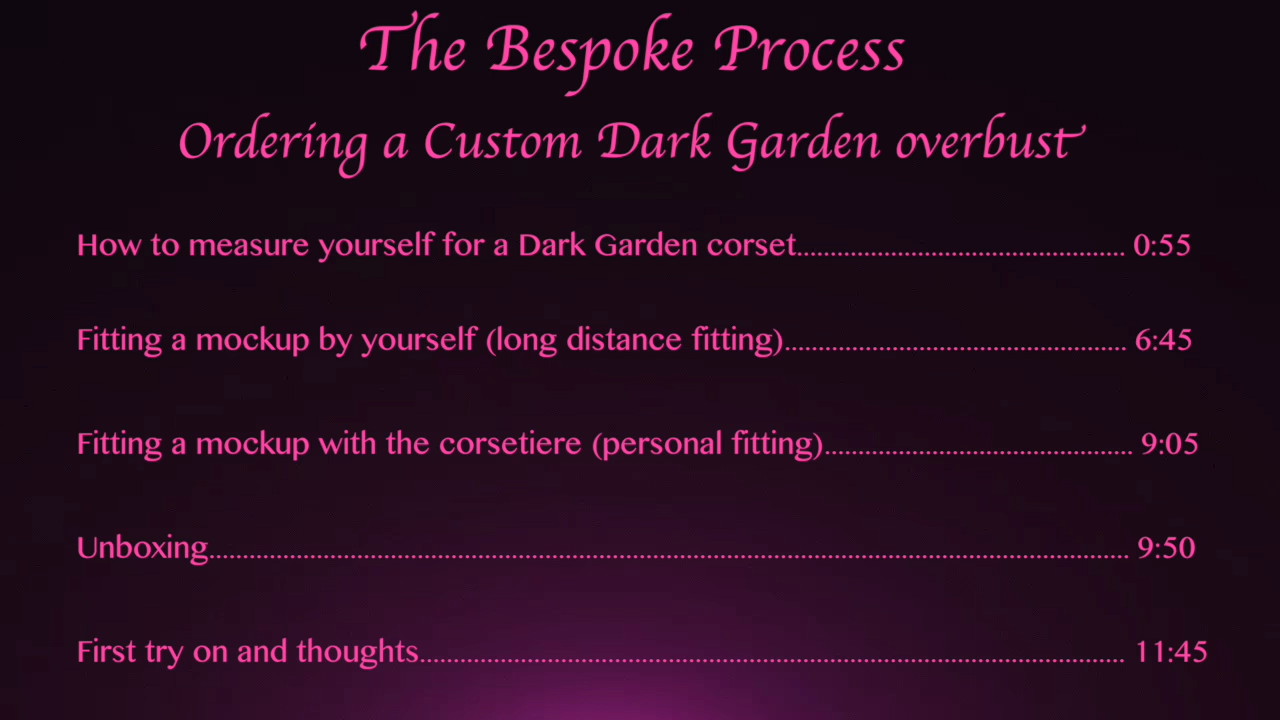 The Bespoke Process
Ordering a Custom Dark Garden overbust
How to measure yourself for a Dark Garden corset....................................... 0:55
Fitting a mockup by yourself (long distance fitting)......................................... 6:45
Fitting a mockup with the corsetiere (personal fitting)..................................... 9:05
Unboxing.............................................................................................................. 9:50
First try on and thoughts.................................................................................... 11:45